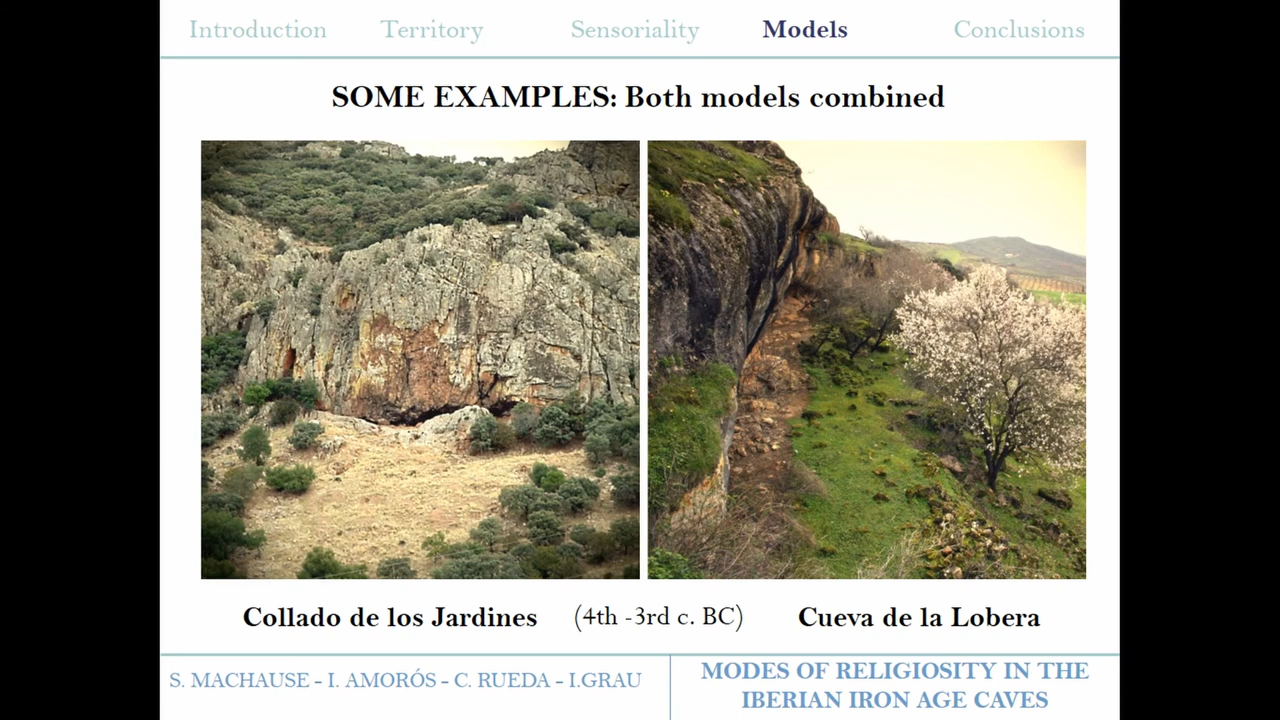 Introduction Territory Sensoriality Models Conclusions
SOME EXAMPLES: Both models combined
Collado de los Jardines (4th -3rd c. BC) Cueva de la Lobera
S. MACHAUSE - I. AMORÓS - C. RUEDA - I.GRAU
MODES OF RELIGIOSITY IN THE
IBERIAN IRON AGE CAVES